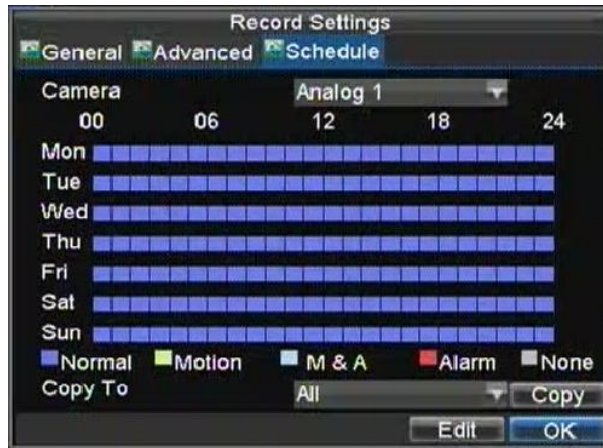 Record Settings
General Advanced Schedule
Camera Analog 1
00 06 12 18 24
Mon
Tue
Wed
Thu
Fri
Sat
Sun
Normal Motion M & A Alarm None
Copy To All Copy
Edit OK